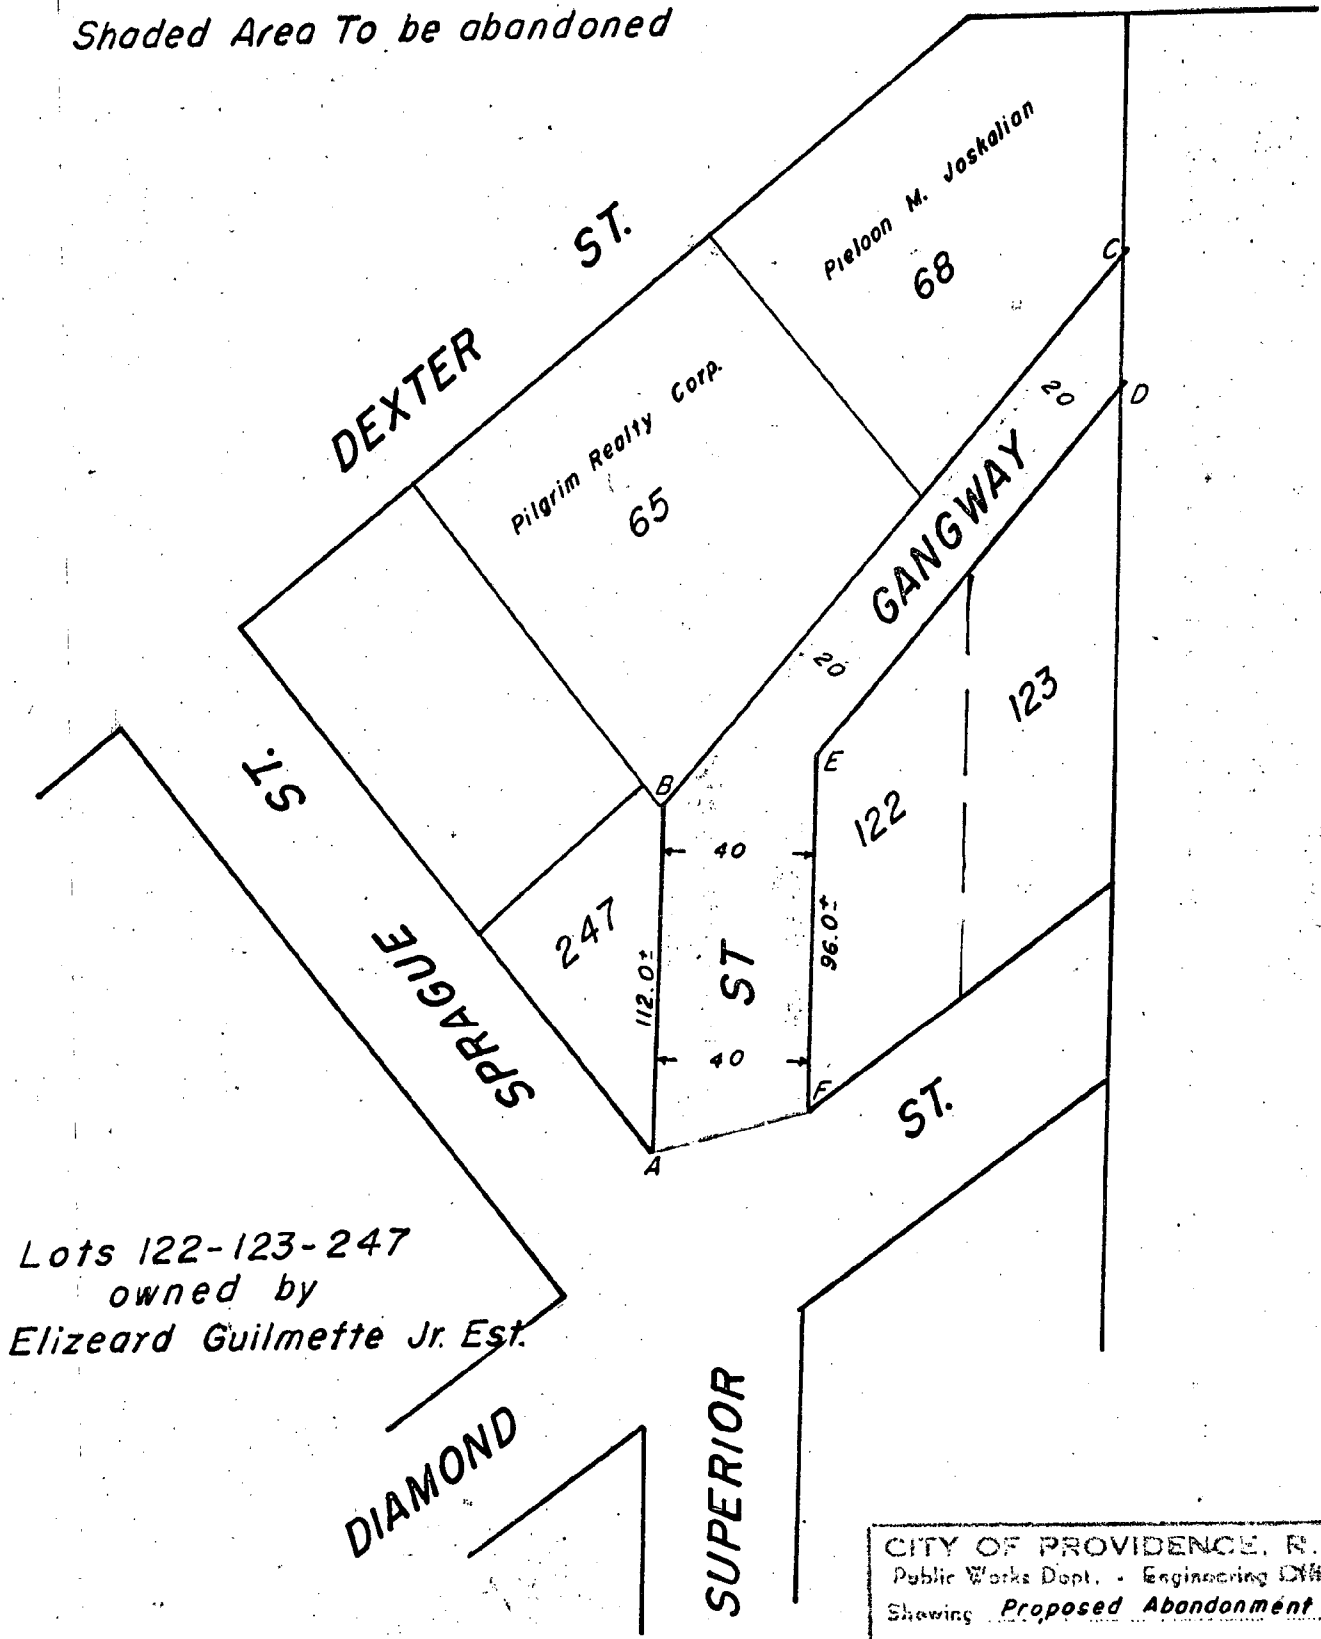 Shaded Area To be abandoned
DEXTER ST.
Pieloon M. Joskalian
68
Pilgrim Realty Corp.
65
C
D
20
GANGWAY
20
123
122
E
B
40
247
112.0±
ST
96.0±
40
F
A
ST.
SPRAGUE
ST.
Lots 122-123-247
owned by
Elizeard Guilmette Jr. Est.
DIAMOND
SUPERIOR
CITY OF PROVIDENCE, R.
Public Works Dept. - Engineering Offi
Showing Proposed Abandonment